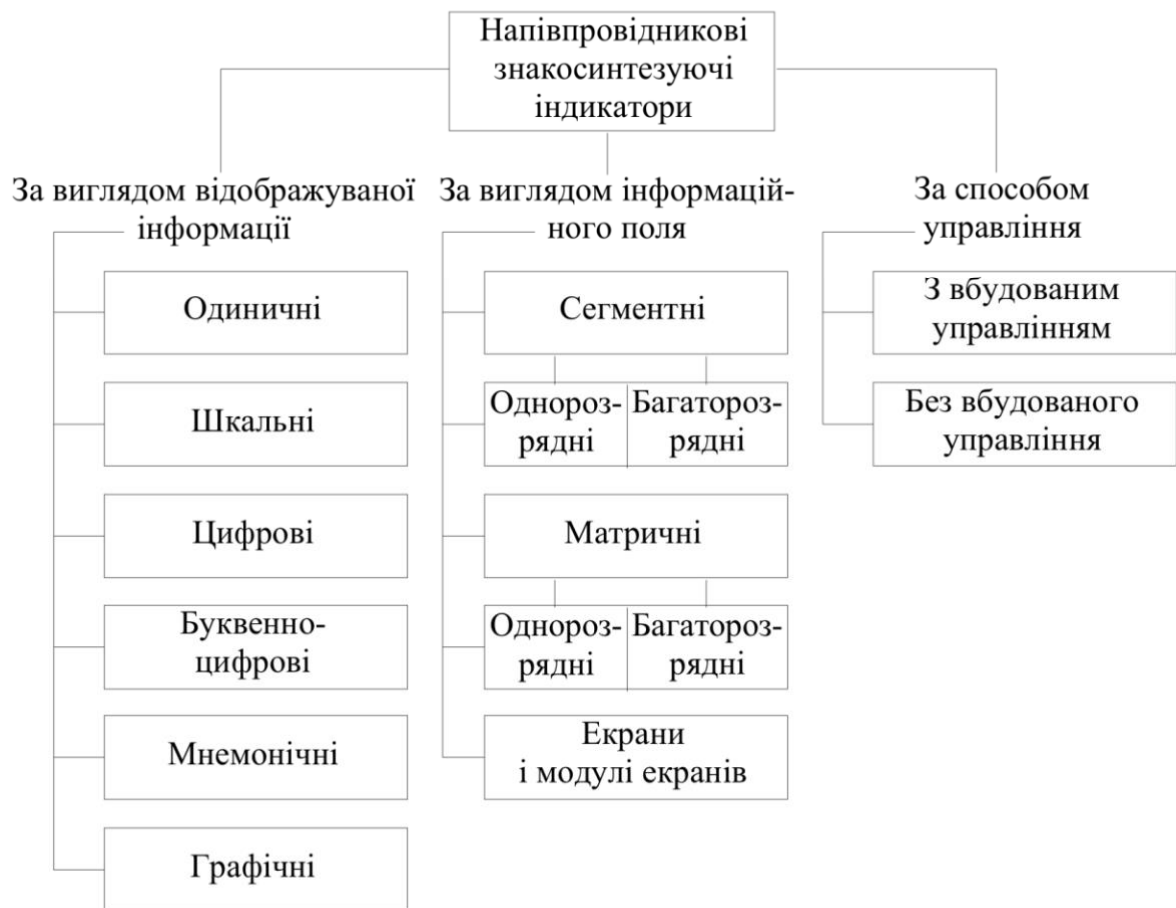 Напівпровідникові
знакосинтезуючі
індикатори
За виглядом відображуваної
інформації
Одиничні
Шкальні
Цифрові
Буквенно-
цифрові
Мнемонічні
Графічні
За виглядом інформацій-
ного поля
Сегментні
Однороз-
рядні
Багатороз-
рядні
Матричні
Однороз-
рядні
Багатороз-
рядні
Екрани
і модулі екранів
За способом
управління
З вбудованим
управлінням
Без вбудованого
управління